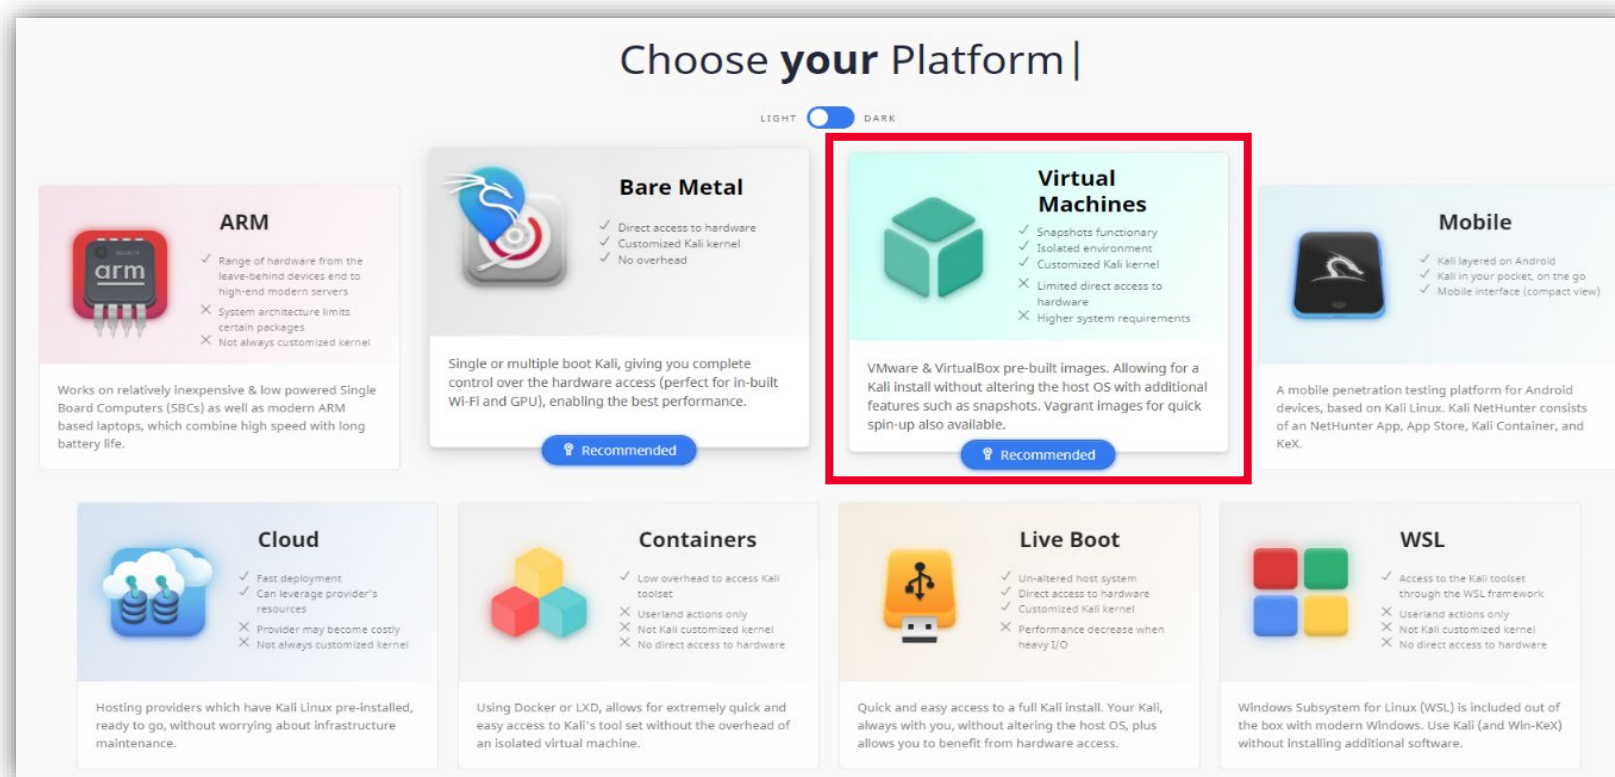 Choose your Platform|
LIGHT DARK
ARM
Range of hardware from the
leave-behind devices end to
high-end modern servers
System architecture limits
certain packages
Not always customized kernel
arm
Works on relatively inexpensive & low powered Single
Board Computers (SBCs) as well as modern ARM
based laptops, which combine high speed with long
battery life.
Bare Metal
Direct access to hardware
Customized Kali kernel
No overhead
Single or multiple boot Kali, giving you complete
control over the hardware access (perfect for in-built
Wi-Fi and GPU), enabling the best performance.
Recommended
Virtual
Machines
Snapshots functionary
Isolated environment
Customized Kali kernel
Limited direct access to
hardware
Higher system requirements
VMware & VirtualBox pre-built images. Allowing for a
Kali install without altering the host OS with additional
features such as snapshots. Vagrant images for quick
spin-up also available.
Recommended
Mobile
Kali layered on Android
Kali in your pocket, on the go
Mobile interface (compact view)
A mobile penetration testing platform for Android
devices, based on Kali Linux. Kali NetHunter consists
of an NetHunter App, App Store, Kali Container, and
KeX.
Cloud
Fast deployment
Can leverage provider's
resources
Provider may become costly
Not always customized kernel
Hosting providers which have Kali Linux pre-installed,
ready to go, without worrying about infrastructure
maintenance.
Containers
Low overhead to access Kali
toolset
Userland actions only
Not Kali customized kernel
No direct access to hardware
Using Docker or LXD, allows for extremely quick and
easy access to Kali's tool set without the overhead of
an isolated virtual machine.
Live Boot
Un-altered host system
Direct access to hardware
Customized Kali kernel
Performance decrease when
heavy I/O
Quick and easy access to a full Kali install. Your Kali,
always with you, without altering the host OS, plus
allows you to benefit from hardware access.
WSL
Access to the Kali toolset
through the WSL framework
Userland actions only
Not Kali customized kernel
No direct access to hardware
Windows Subsystem for Linux (WSL) is included out of
the box with modern Windows. Use Kali (and Win-KeX)
without installing additional software.